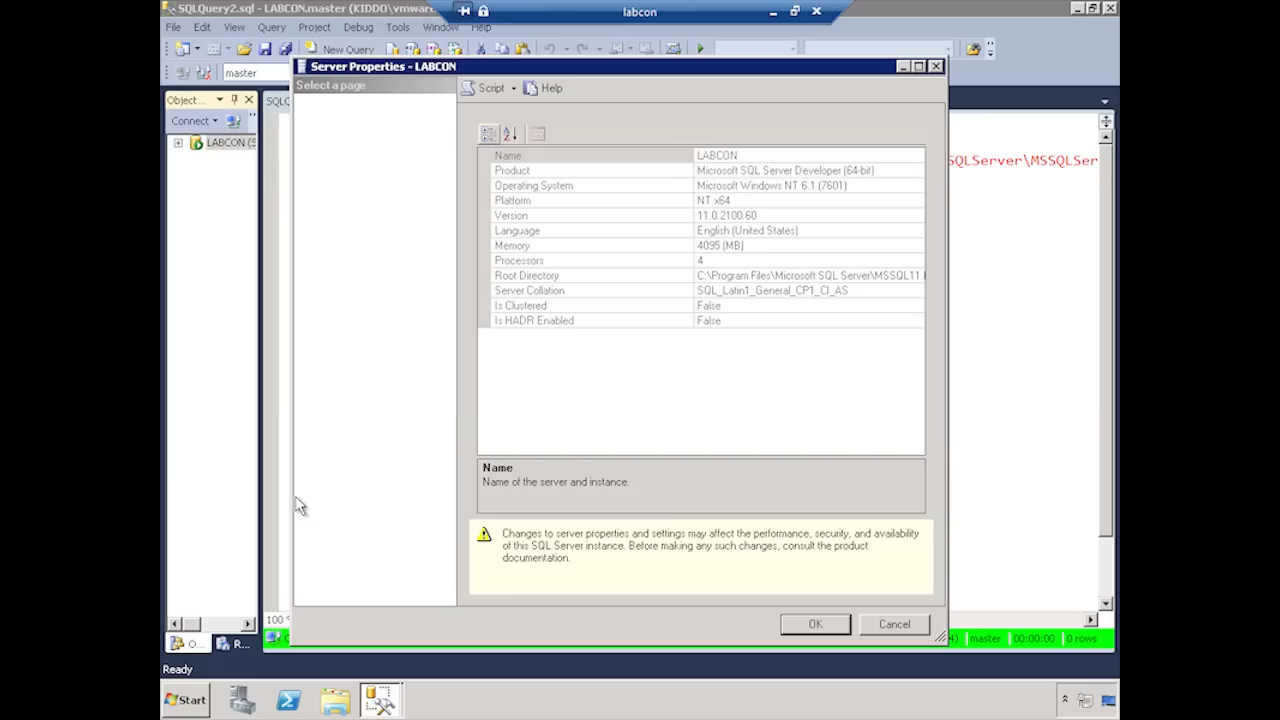 SQLQuery2.sql - LABCON.master (KIDDO\vmware
labcon
File Edit View Query Project Debug Tools Window Help
New Query
master
Server Properties - LABCON
Object...
Connect
LABCON (S
SQLQ
Select a page
Script Help
SQLServer\MSSQLSer
Name LABCON
Product Microsoft SQL Server Developer (64-bit)
Operating System Microsoft Windows NT 6.1 (7601)
Platform NT x64
Version 11.0.2100.60
Language English (United States)
Memory 4095 (MB)
Processors 4
Root Directory C:\Program Files\Microsoft SQL Server\MSSQL11.
Server Collation SQL_Latin1_General_CP1_CI_AS
Is Clustered False
Is HADR Enabled False
Name
Name of the server and instance.
Changes to server properties and settings may affect the performance, security, and availability
of this SQL Server instance. Before making any such changes, consult the product
documentation.
OK Cancel
100
O... R...
master 00:00:00 0 rows
Ready
Start